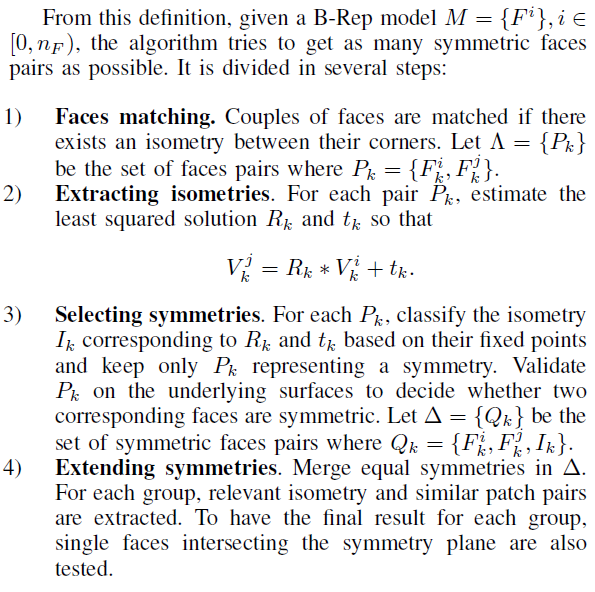 From this definition, given a B-Rep model M = {F^i}, i ∈
[0, n_F), the algorithm tries to get as many symmetric faces
pairs as possible. It is divided in several steps:
1) Faces matching. Couples of faces are matched if there
exists an isometry between their corners. Let Λ = {P_k}
be the set of faces pairs where P_k = {F_k^i, F_k^j}.
2) Extracting isometries. For each pair P_k, estimate the
least squared solution R_k and t_k so that
V_k^j = R_k * V_k^i + t_k.
3) Selecting symmetries. For each P_k, classify the isometry
I_k corresponding to R_k and t_k based on their fixed points
and keep only P_k representing a symmetry. Validate
P_k on the underlying surfaces to decide whether two
corresponding faces are symmetric. Let Δ = {Q_k} be the
set of symmetric faces pairs where Q_k = {F_k^i, F_k^j, I_k}.
4) Extending symmetries. Merge equal symmetries in Δ.
For each group, relevant isometry and similar patch pairs
are extracted. To have the final result for each group,
single faces intersecting the symmetry plane are also
tested.